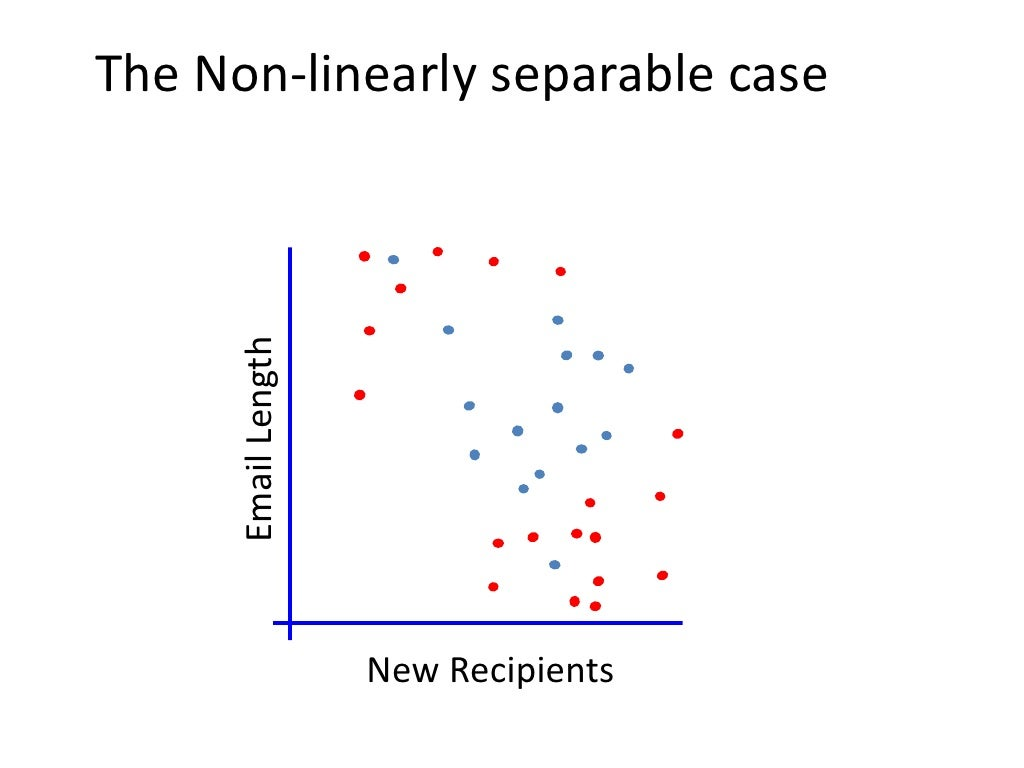 The Non-linearly separable case
Email Length
New Recipients